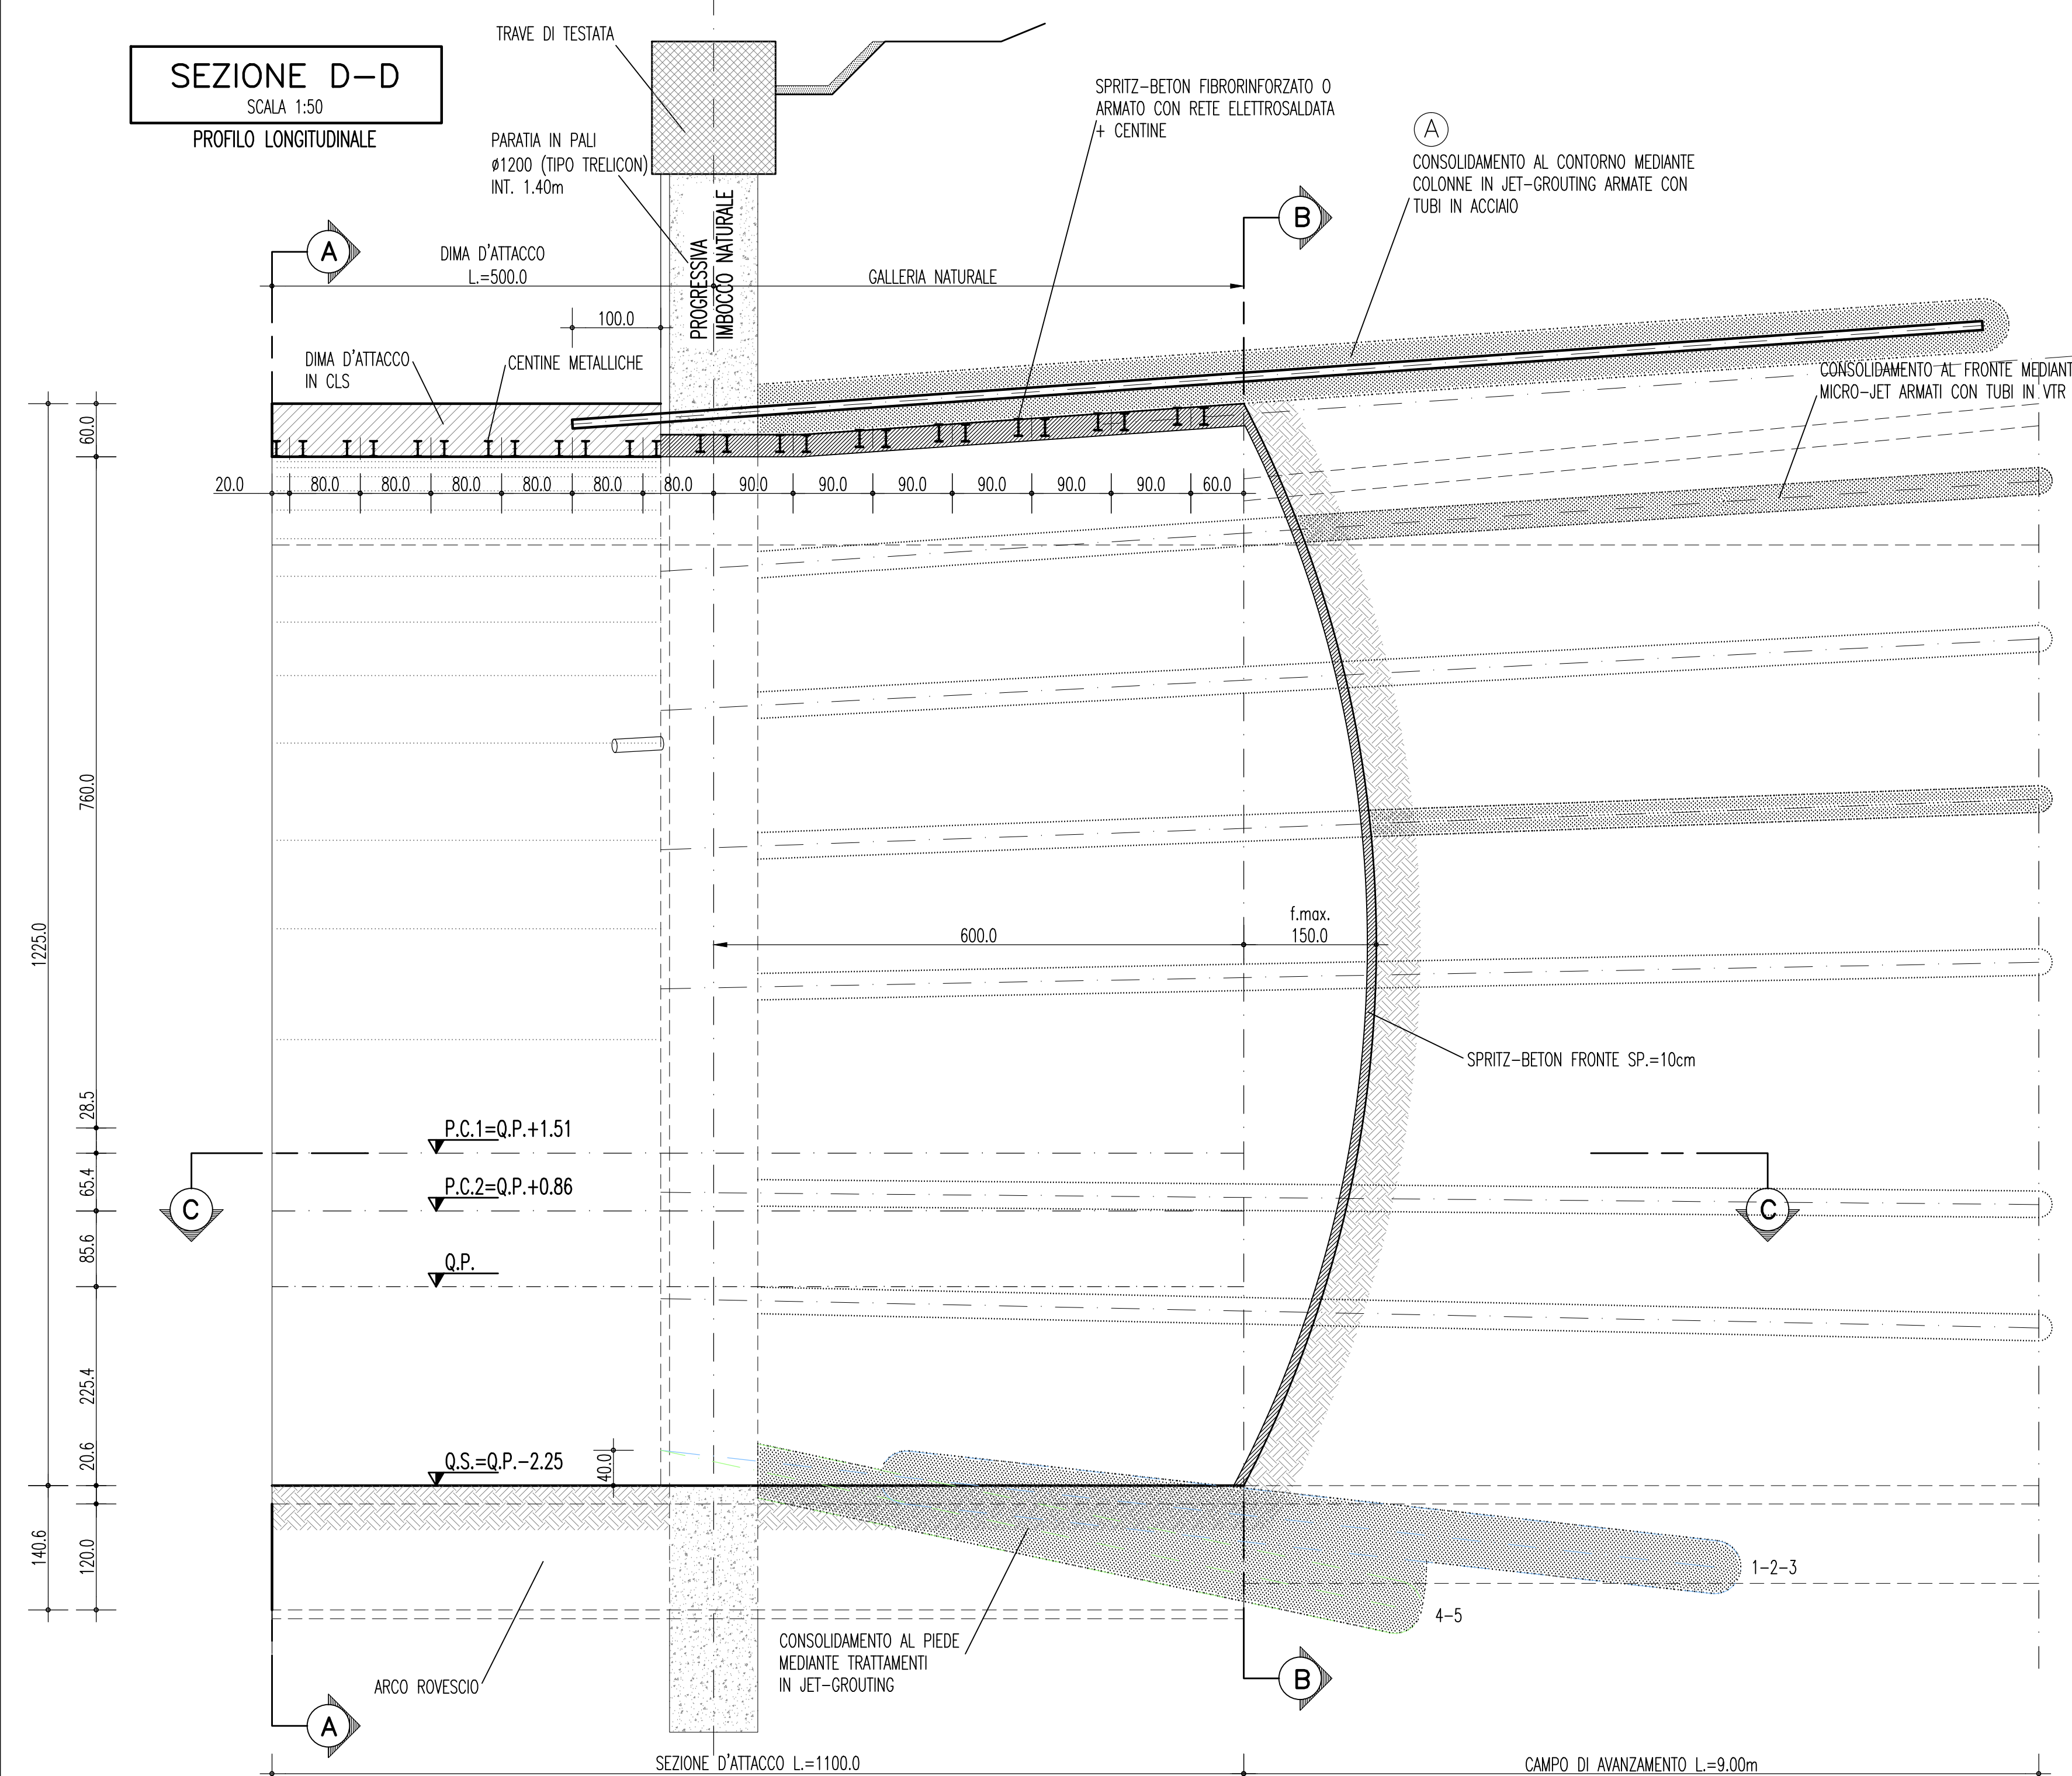 SEZIONE D-D
SCALA 1:50
PROFILO LONGITUDINALE
TRAVE DI TESTATA
PARATIA IN PALI
ø1200 (TIPO TRELICON)
INT. 1.40m
SPRITZ-BETON FIBRORINFORZATO O
ARMATO CON RETE ELETTROSALDATA
+ CENTINE
A
CONSOLIDAMENTO AL CONTORNO MEDIANTE
COLONNE IN JET-GROUTING ARMATE CON
TUBI IN ACCIAIO
A
B
DIMA D'ATTACCO
L.=500.0
GALLERIA NATURALE
PROGRESSIVA
IMBOCCO NATURALE
100.0
DIMA D'ATTACCO
IN CLS
CENTINE METALLICHE
CONSOLIDAMENTO AL FRONTE MEDIANT
MICRO-JET ARMATI CON TUBI IN VTR
20.0 80.0 80.0 80.0 80.0 80.0 80.0 90.0 90.0 90.0 90.0 90.0 90.0 60.0
60.0
760.0
1225.0
28.5
65.4
85.6
225.4
20.6
140.6
120.0
600.0
f.max.
150.0
SPRITZ-BETON FRONTE SP.=10cm
P.C.1=Q.P.+1.51
P.C.2=Q.P.+0.86
C
C
Q.P.
Q.S.=Q.P.-2.25
40.0
1-2-3
4-5
CONSOLIDAMENTO AL PIEDE
MEDIANTE TRATTAMENTI
IN JET-GROUTING
ARCO ROVESCIO
A
B
SEZIONE D'ATTACCO L.=1100.0
CAMPO DI AVANZAMENTO L.=9.00m